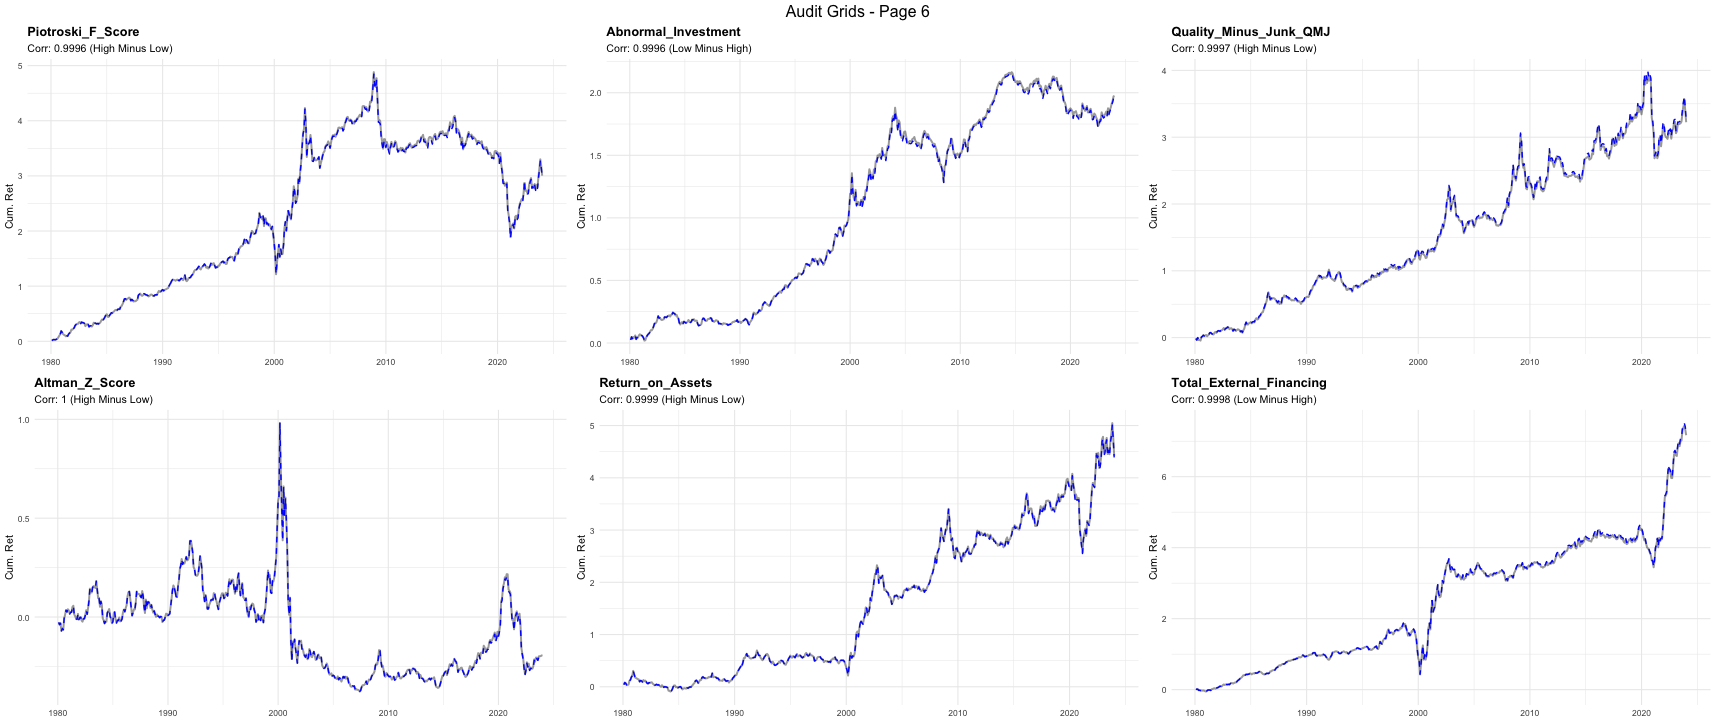 Audit Grids - Page 6
Piotroski_F_Score
Corr: 0.9996 (High Minus Low)
Cum. Ret
5
4
3
2
1
0
1980 1990 2000 2010 2020
Abnormal_Investment
Corr: 0.9996 (Low Minus High)
Cum. Ret
2.0
1.5
1.0
0.5
0.0
1980 1990 2000 2010 2020
Quality_Minus_Junk_QMJ
Corr: 0.9997 (High Minus Low)
Cum. Ret
4
3
2
1
0
1980 1990 2000 2010 2020
Altman_Z_Score
Corr: 1 (High Minus Low)
Cum. Ret
1.0
0.5
0.0
1980 1990 2000 2010 2020
Return_on_Assets
Corr: 0.9999 (High Minus Low)
Cum. Ret
5
4
3
2
1
0
1980 1990 2000 2010 2020
Total_External_Financing
Corr: 0.9998 (Low Minus High)
Cum. Ret
6
4
2
0
1980 1990 2000 2010 2020